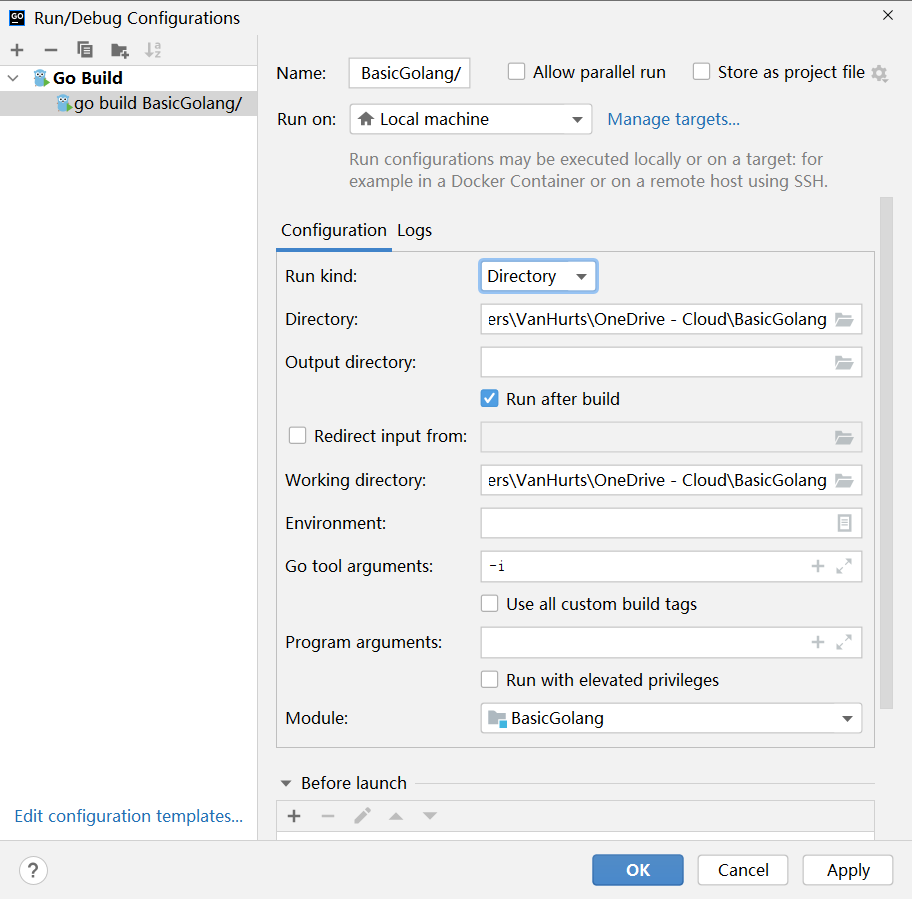 GO Run/Debug Configurations
Go Build
go build BasicGolang/
Name: BasicGolang/ Allow parallel run Store as project file
Run on: Local machine Manage targets...
Run configurations may be executed locally or on a target: for
example in a Docker Container or on a remote host using SSH.
Configuration Logs
Run kind: Directory
Directory: ers\VanHurts\OneDrive - Cloud\BasicGolang
Output directory:
Run after build
Redirect input from:
Working directory: ers\VanHurts\OneDrive - Cloud\BasicGolang
Environment:
Go tool arguments: -i
Use all custom build tags
Program arguments:
Run with elevated privileges
Module: BasicGolang
Before launch
Edit configuration templates...
? OK Cancel Apply